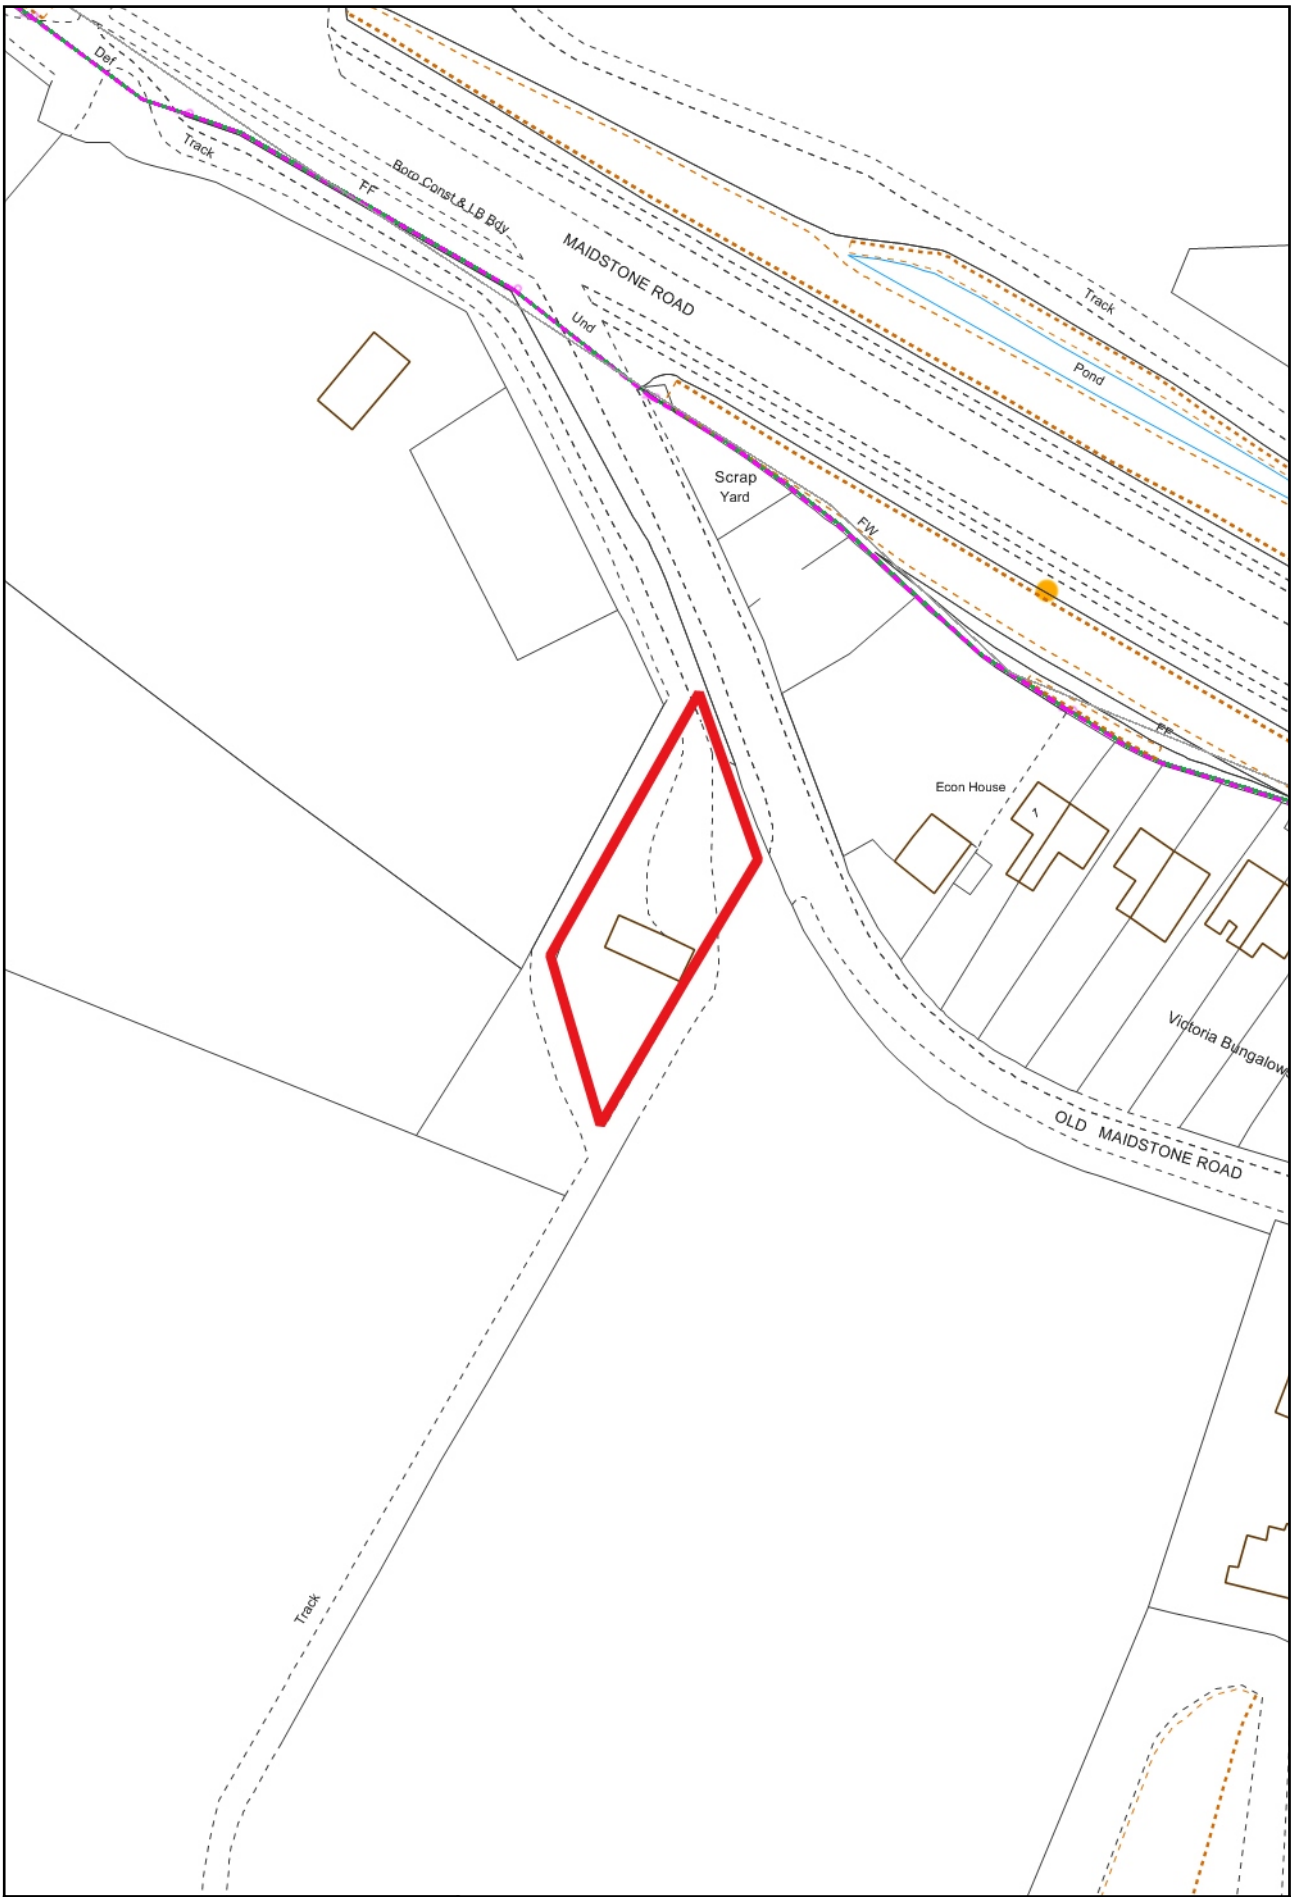 Def
Track
FF
Boro Const & LB Bdy
MAIDSTONE ROAD
Und
Track
Pond
Scrap
Yard
FW
FF
Econ House
7
Victoria Bungalow
OLD MAIDSTONE ROAD
Track